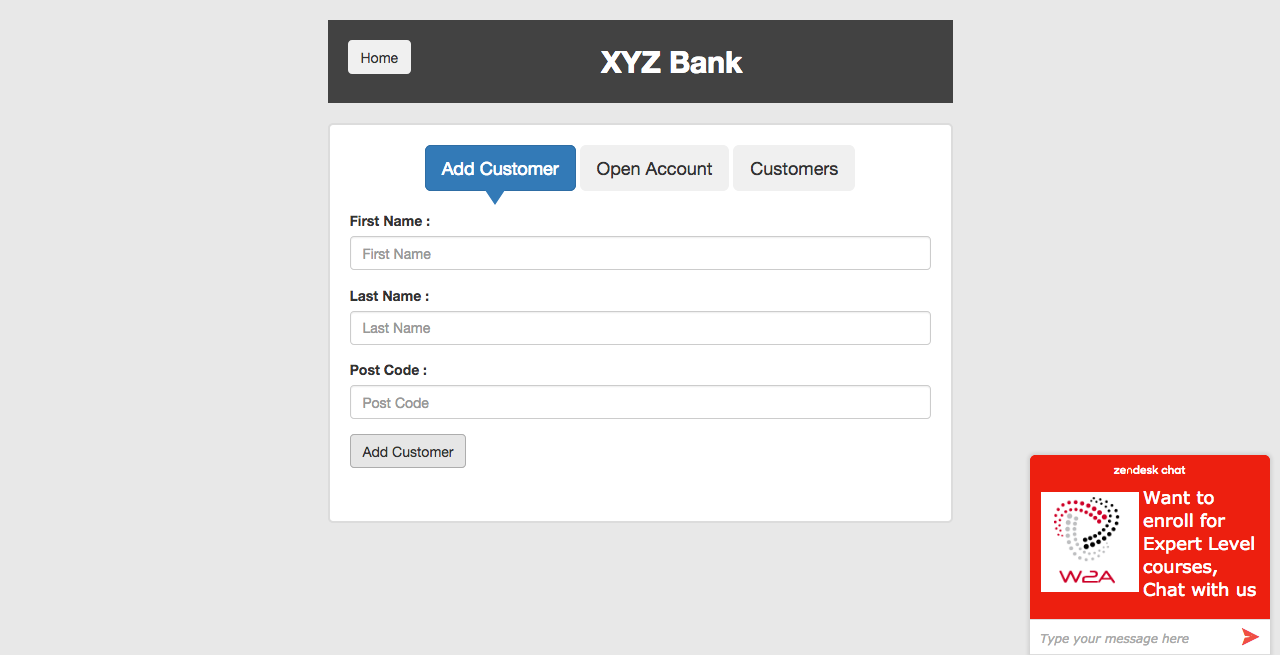 Home
XYZ Bank
Add Customer
Open Account
Customers
First Name :
First Name
Last Name :
Last Name
Post Code :
Post Code
Add Customer
zendesk chat
W2A
Want to
enroll for
Expert Level
courses,
Chat with us
Type your message here